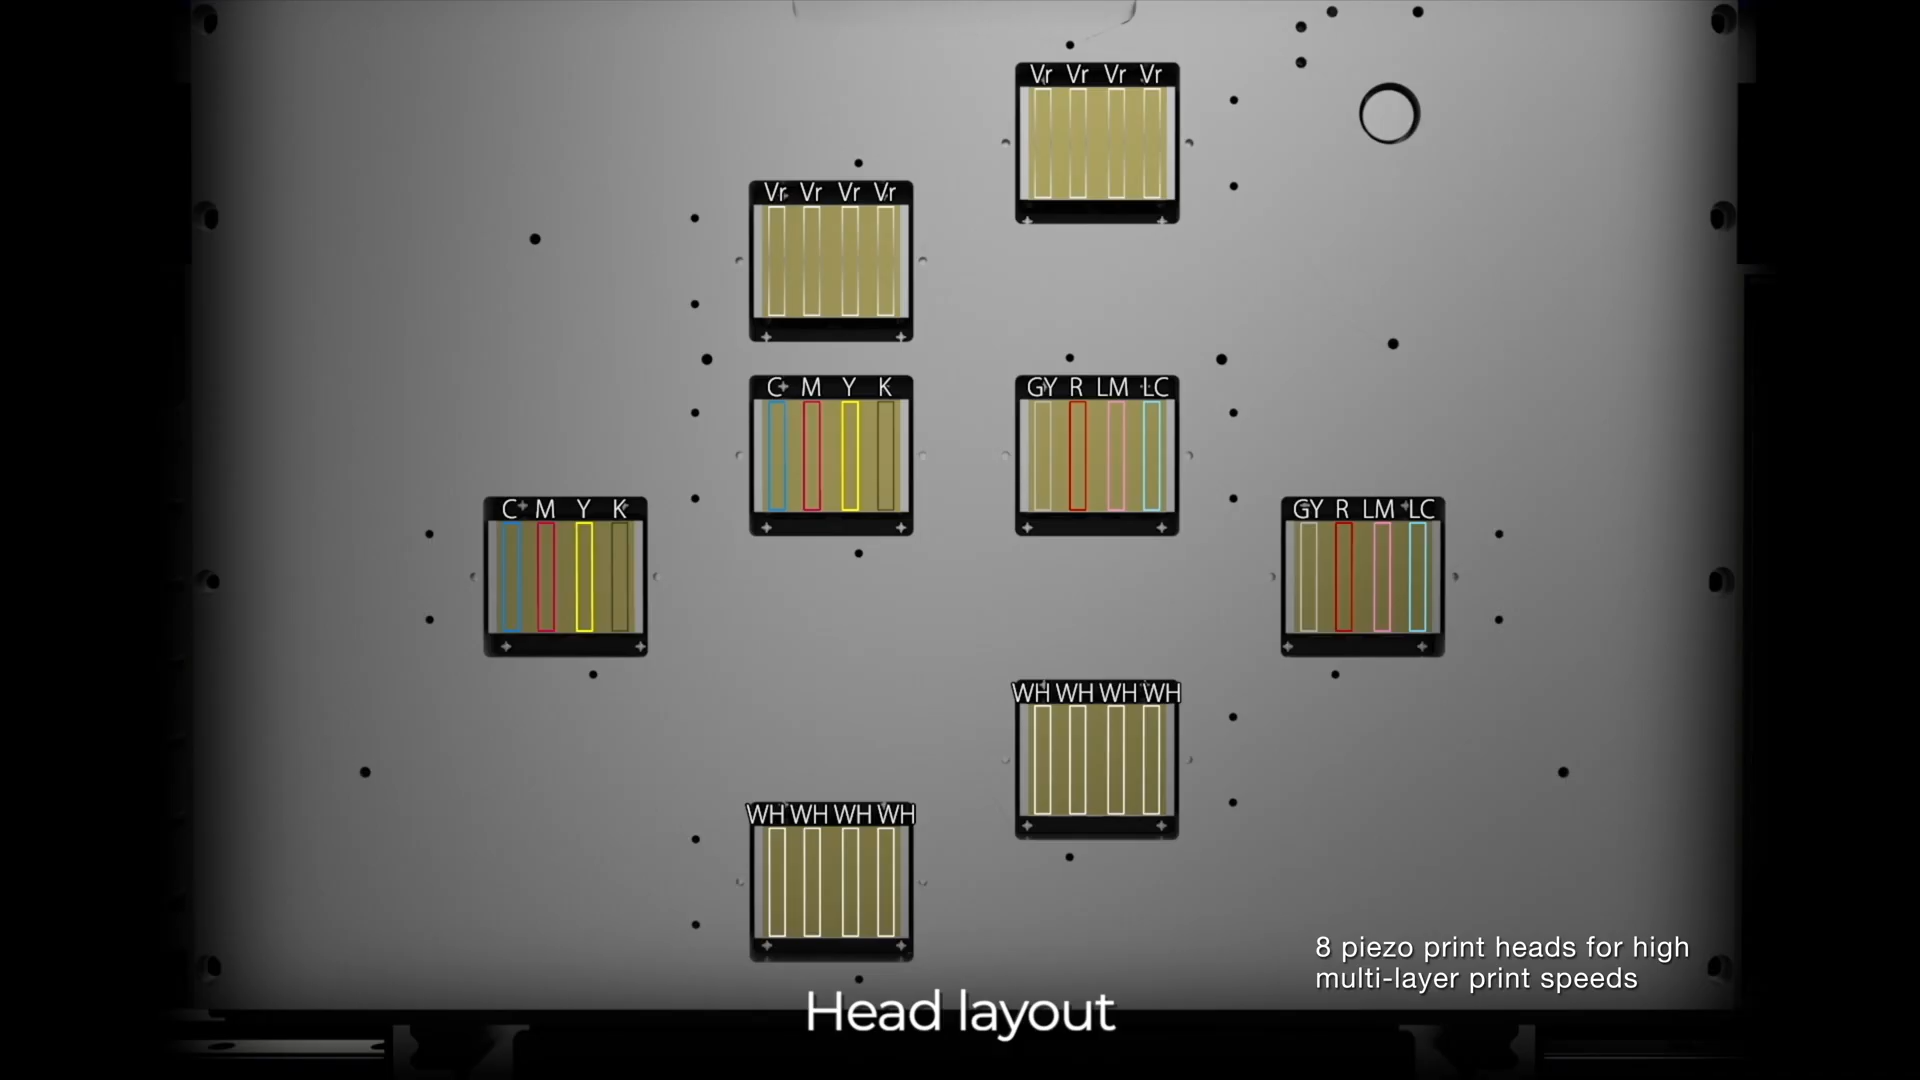 Vr Vr Vr Vr
Vr Vr Vr Vr
C M Y K
GY R LM LC
C M Y K
GY R LM LC
WH WH WH WH
WH WH WH WH
8 piezo print heads for high
multi-layer print speeds
Head layout